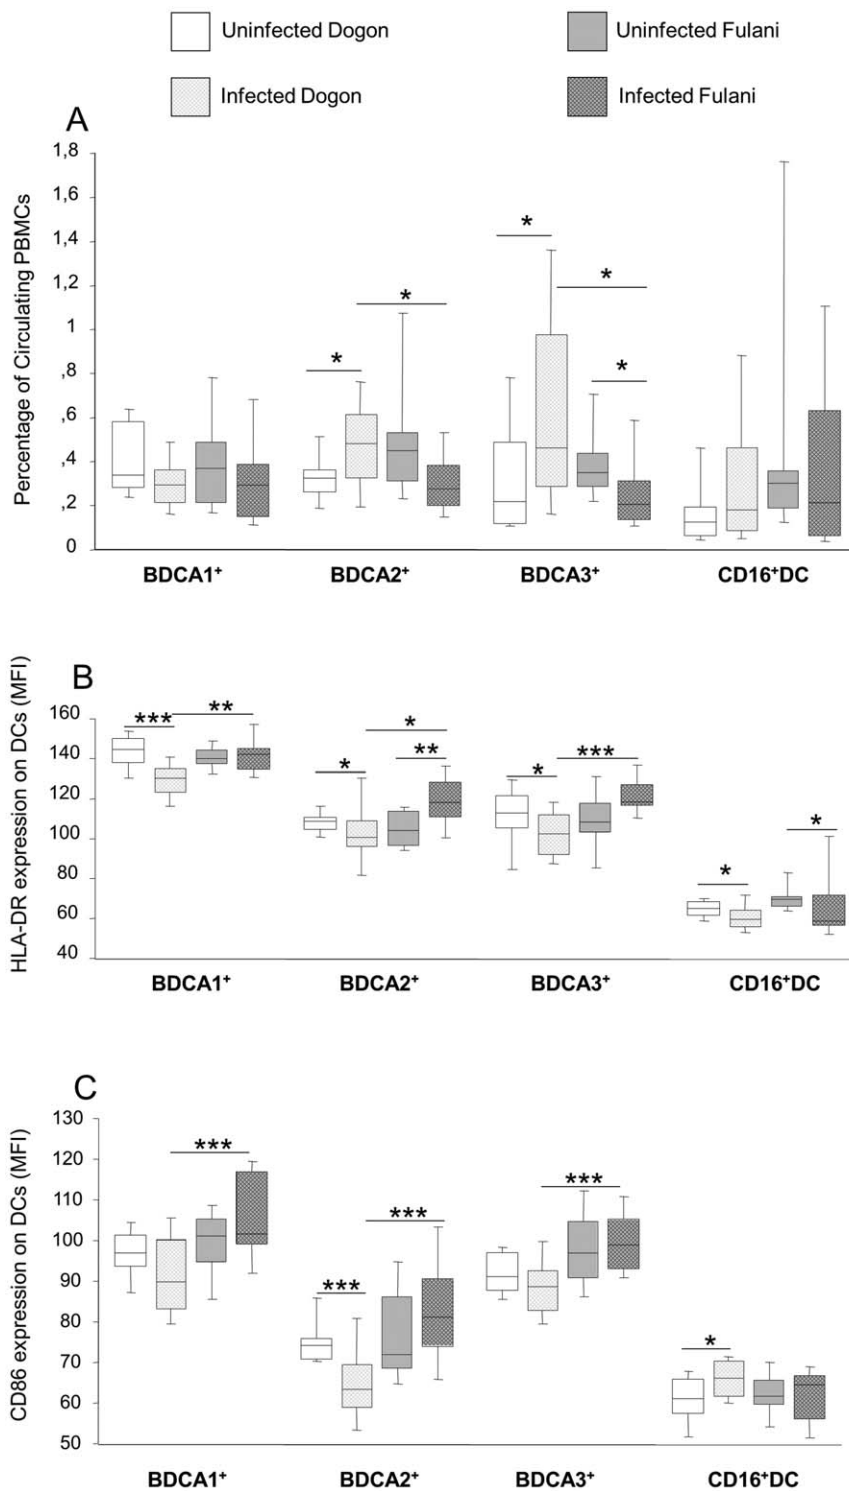 Uninfected Dogon
Uninfected Fulani
Infected Dogon
Infected Fulani
A
Percentage of Circulating PBMCs
1,8
1,6
1,4
1,2
1
,8
,6
,4
,2
0
* * * * *
BDCA1⁺ BDCA2⁺ BDCA3⁺ CD16⁺DC
B
HLA-DR expression on DCs (MFI)
160
140
120
100
80
60
40
*** ** * * ** * *** * *
BDCA1⁺ BDCA2⁺ BDCA3⁺ CD16⁺DC
C
CD86 expression on DCs (MFI)
130
120
110
100
90
80
70
60
50
*** *** *** *** *
BDCA1⁺ BDCA2⁺ BDCA3⁺ CD16⁺DC